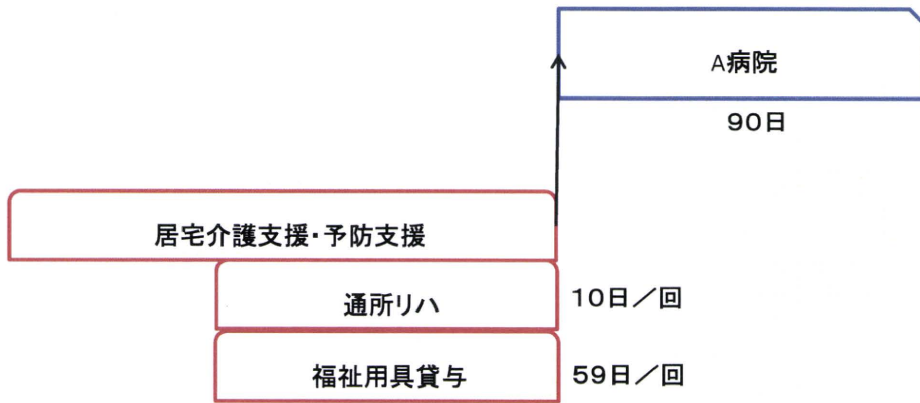 A病院
90日
居宅介護支援・予防支援
通所リハ
10日／回
福祉用具貸与
59日／回